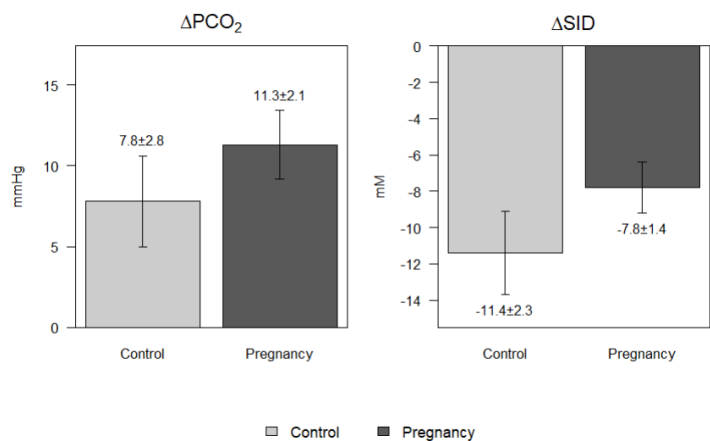 ΔPCO₂
mmHg
15
10
5
0
7.8±2.8
11.3±2.1
Control
Pregnancy
ΔSID
mM
0
-2
-4
-6
-8
-10
-12
-14
-11.4±2.3
-7.8±1.4
Control
Pregnancy
Control
Pregnancy